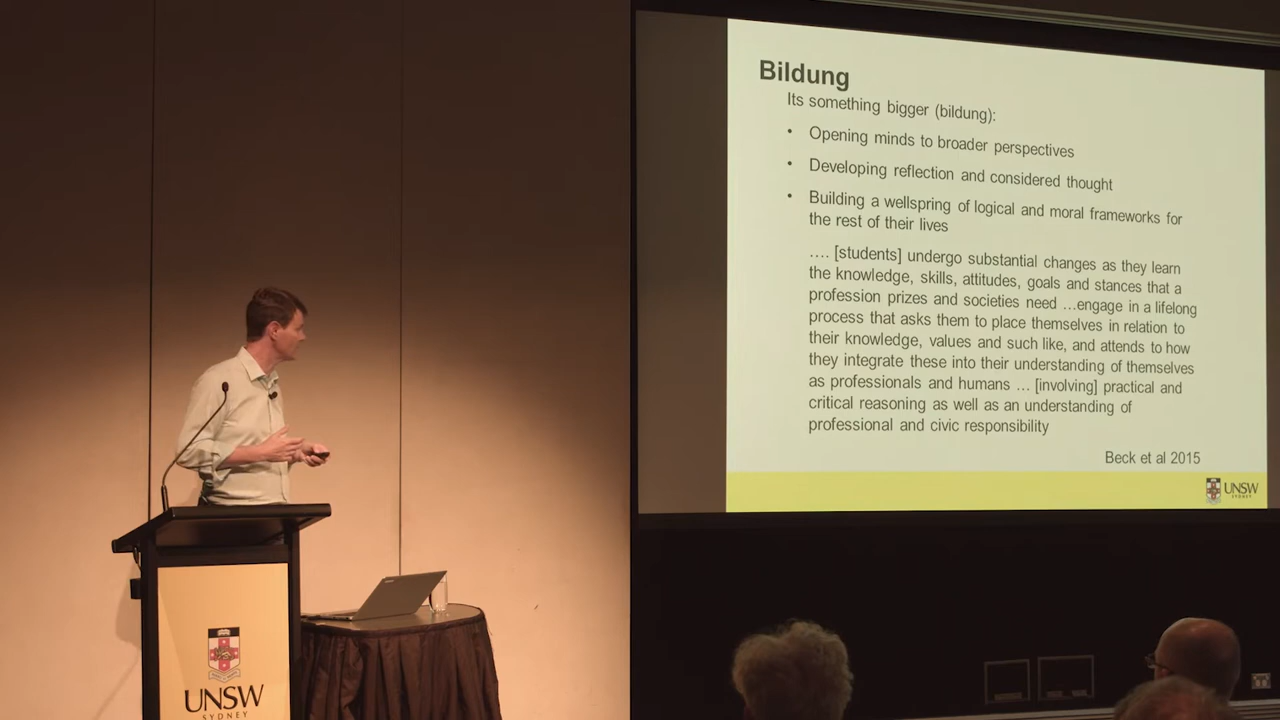 Bildung
Its something bigger (bildung):
• Opening minds to broader perspectives
• Developing reflection and considered thought
• Building a wellspring of logical and moral frameworks for
the rest of their lives
…. [students] undergo substantial changes as they learn
the knowledge, skills, attitudes, goals and stances that a
profession prizes and societies need …engage in a lifelong
process that asks them to place themselves in relation to
their knowledge, values and such like, and attends to how
they integrate these into their understanding of themselves
as professionals and humans … [involving] practical and
critical reasoning as well as an understanding of
professional and civic responsibility
Beck et al 2015
UNSW
SYDNEY
UNSW
SYDNEY